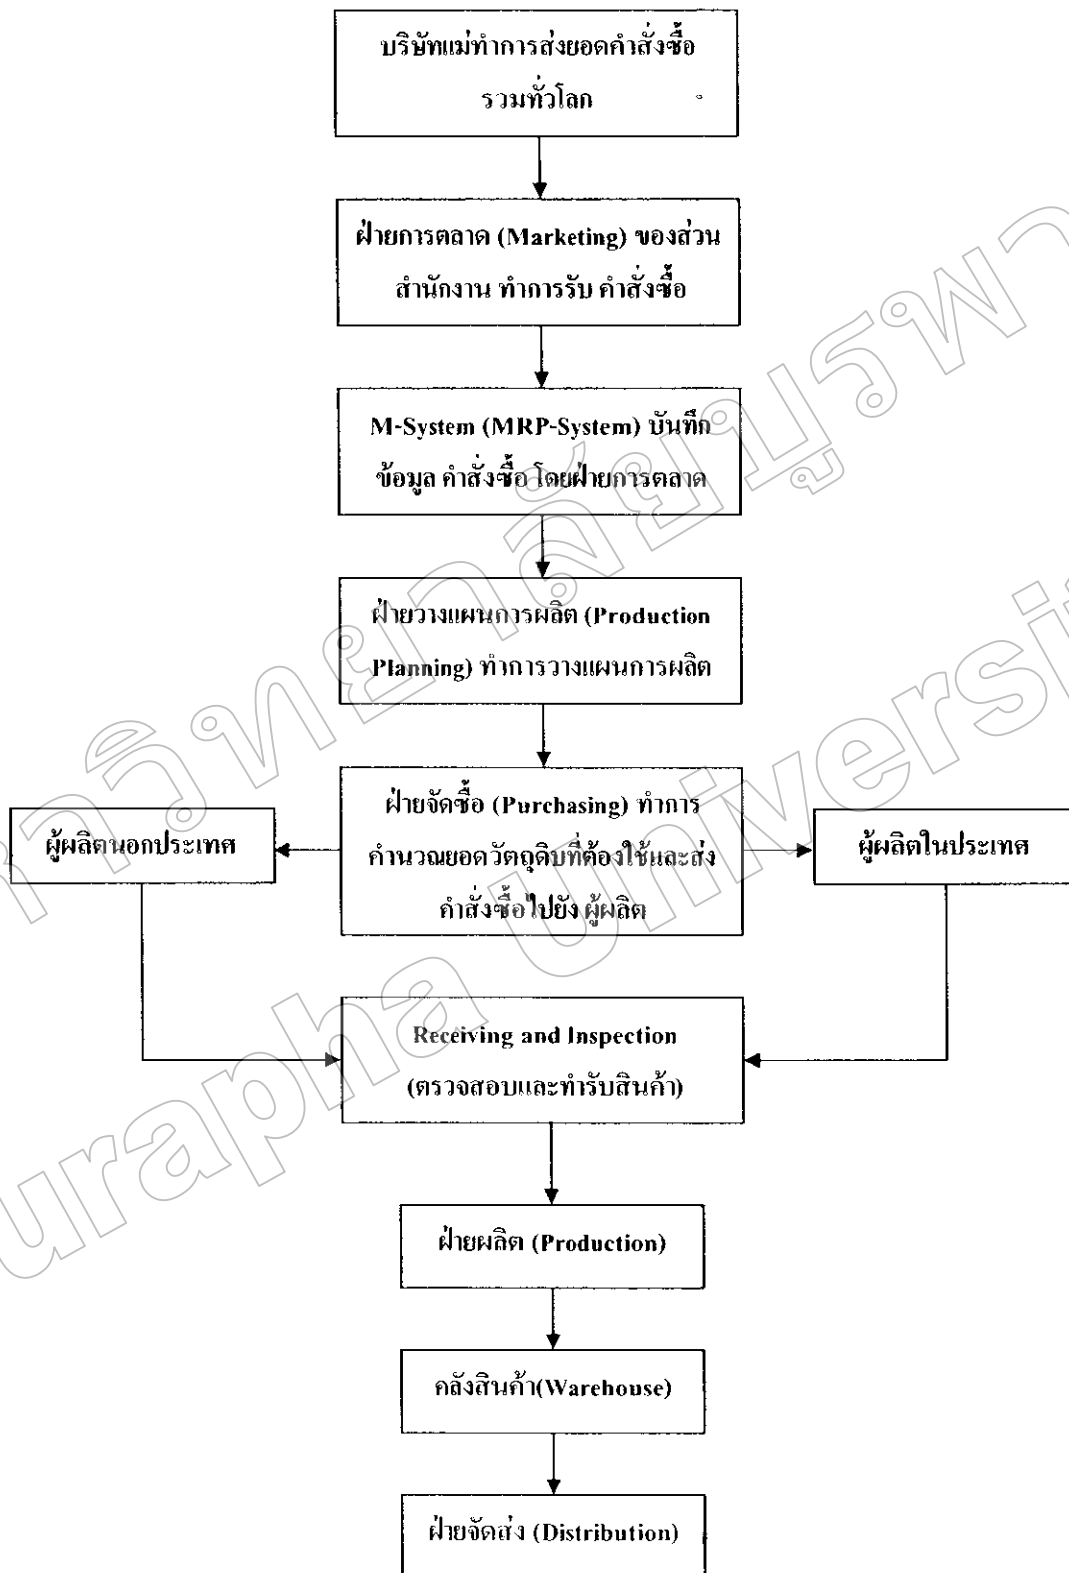 บริษัทแม่ทำการส่งยอดคำสั่งซื้อ
รวมทั่วโลก
ฝ่ายการตลาด (Marketing) ของส่วน
สำนักงาน ทำการรับ คำสั่งซื้อ
M-System (MRP-System) บันทึก
ข้อมูล คำสั่งซื้อ โดยฝ่ายการตลาด
ฝ่ายวางแผนการผลิต (Production
Planning) ทำการวางแผนการผลิต
ฝ่ายจัดซื้อ (Purchasing) ทำการ
คำนวณยอดวัตถุดิบที่ต้องใช้และส่ง
คำสั่งซื้อไปยัง ผู้ผลิต
ผู้ผลิตนอกประเทศ
ผู้ผลิตในประเทศ
Receiving and Inspection
(ตรวจสอบและทำรับสินค้า)
ฝ่ายผลิต (Production)
คลังสินค้า(Warehouse)
ฝ่ายจัดส่ง (Distribution)